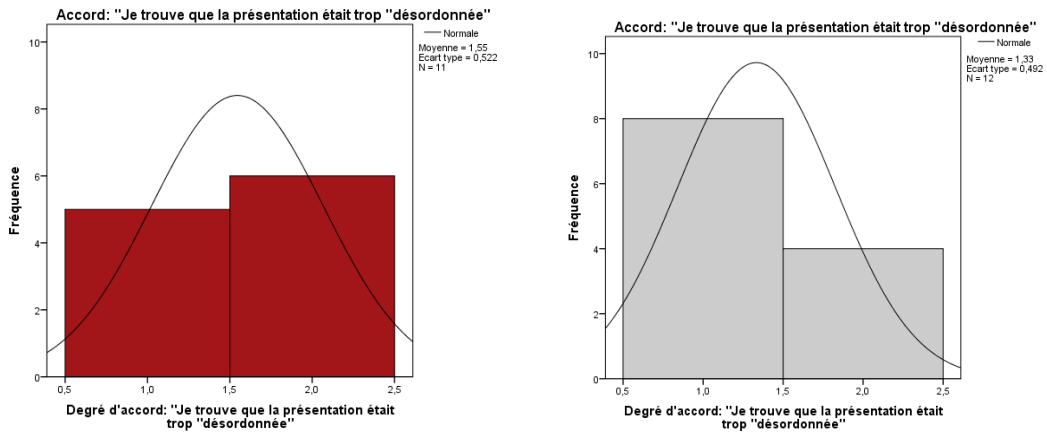 Accord: "Je trouve que la présentation était trop "désordonnée"
Normale
Moyenne = 1,55
Ecart type = 0,522
N = 11
10
8
6
4
2
0
Fréquence
0,5
1,0
1,5
2,0
2,5
Degré d'accord: "Je trouve que la présentation était
trop "désordonnée"
Accord: "Je trouve que la présentation était trop "désordonnée"
Normale
Moyenne = 1,33
Ecart type = 0,492
N = 12
10
8
6
4
2
0
Fréquence
0,5
1,0
1,5
2,0
2,5
Degré d'accord: "Je trouve que la présentation était
trop "désordonnée"